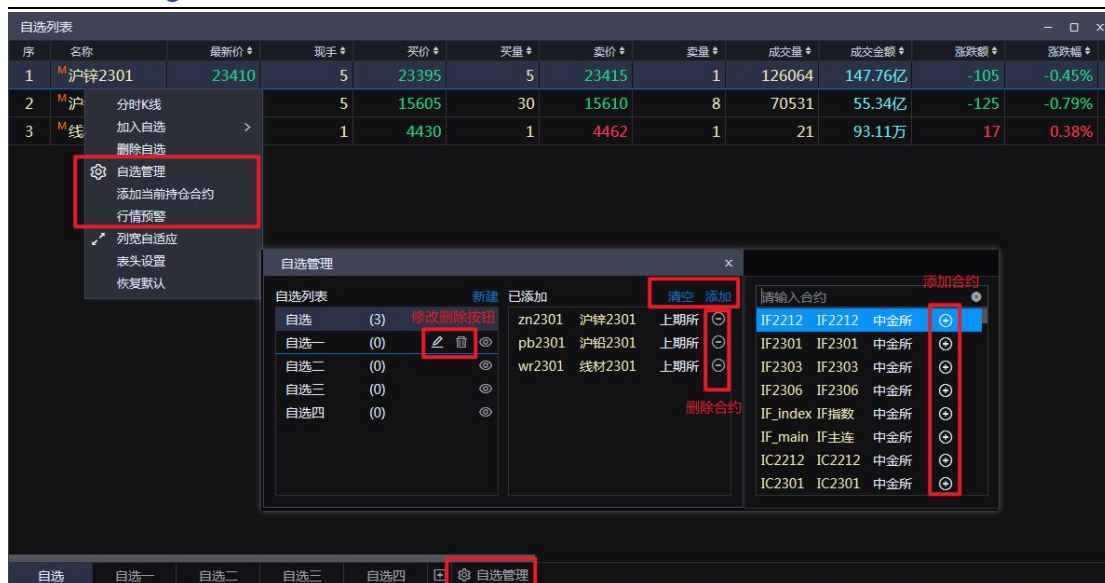 自选列表
序 名称 最新价 现手 买价 买量 卖价 卖量 成交量 成交金额 涨跌额 涨跌幅
1 M沪锌2301 23410 5 23395 5 23415 1 126064 147.76亿 -105 -0.45%
2 M沪 5 15605 30 15610 8 70531 55.34亿 -125 -0.79%
3 M线 1 4430 1 4462 1 21 93.11万 17 0.38%
分时K线
加入自选 >
删除自选
自选管理
添加当前持仓合约
行情预警
列宽自适应
表头设置
恢复默认
自选管理
自选列表 新建
自选 (3) 修改删除按钮
自选一 (0)
自选二 (0)
自选三 (0)
自选四 (0)
已添加 清空 添加
zn2301 沪锌2301 上期所
pb2301 沪铅2301 上期所
wr2301 线材2301 上期所
删除合约
添加合约
请输入合约
IF2212 IF2212 中金所
IF2301 IF2301 中金所
IF2303 IF2303 中金所
IF2306 IF2306 中金所
IF_index IF指数 中金所
IF_main IF主连 中金所
IC2212 IC2212 中金所
IC2301 IC2301 中金所
自选 自选一 自选二 自选三 自选四 自选管理